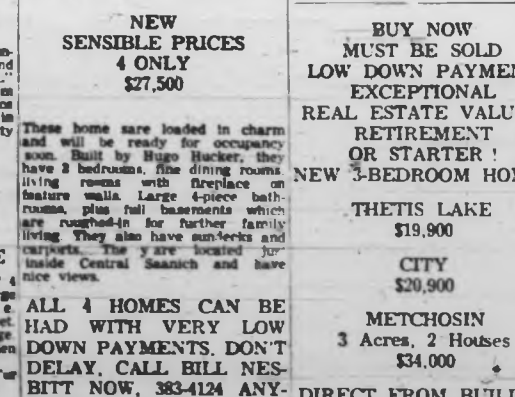 NEW
SENSIBLE PRICES
4 ONLY
$27,500
These home sare loaded in charm
and will be ready for occupancy
soon. Built by Hugo Hucker, they
have 2 bedrooms, fine dining rooms,
living rooms with fireplace on
feature walls. Large 4-piece bath-
rooms, plus full basements which
are roughed-in for further family
living. They also have sundecks and
carports. The y are located just
inside Central Saanich and have
nice views.
ALL 4 HOMES CAN BE
HAD WITH VERY LOW
DOWN PAYMENTS. DON'T
DELAY, CALL BILL NES-
BITT NOW, 383-4124 ANY-
BUY NOW
MUST BE SOLD
LOW DOWN PAYMEN
EXCEPTIONAL
REAL ESTATE VALU
RETIREMENT
OR STARTER !
NEW 3-BEDROOM HO
THETIS LAKE
$19,900
CITY
$20,900
METCHOSIN
3 Acres, 2 Houses
$34,000
DIRECT FROM BUIL